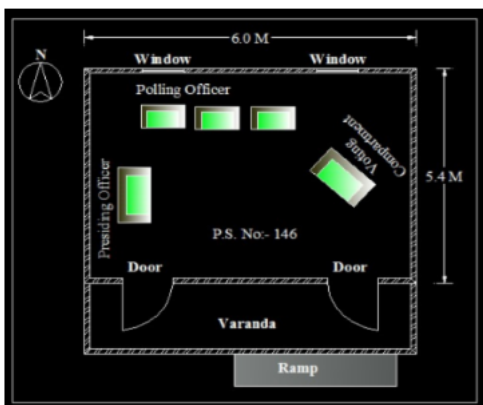 6.0 M
N
Window
Window
Polling Officer
Voting
Compartment
5.4 M
Presiding Officer
P.S. No:- 146
Door
Door
Varanda
Ramp